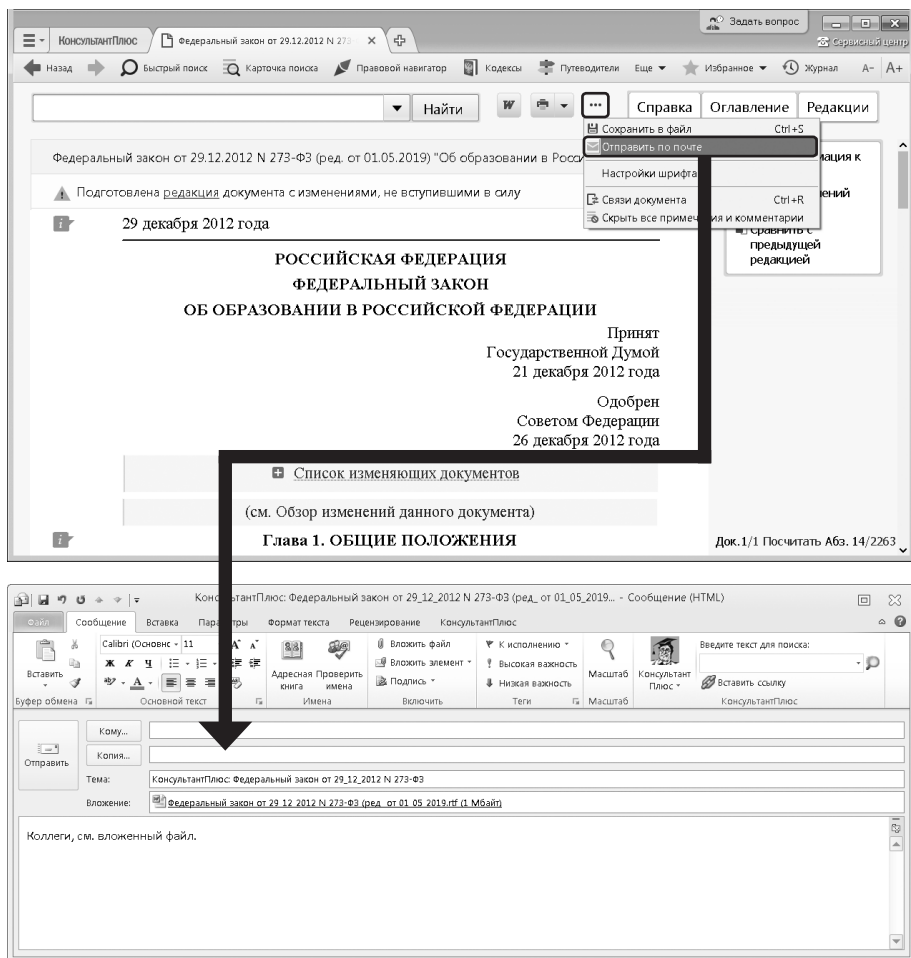 Задать вопрос
КонсультантПлюс
Федеральный закон от 29.12.2012 N 273-
Сервисный центр
Назад
Быстрый поиск
Карточка поиска
Правовой навигатор
Кодексы
Путеводители
Еще
Избранное
Журнал
A- A+
Найти
W
...
Справка
Оглавление
Редакции
Сохранить в файл Ctrl+S
Отправить по почте
Настройки шрифта
Связи документа Ctrl+R
Скрыть все примечания и комментарии
Федеральный закон от 29.12.2012 N 273-ФЗ (ред. от 01.05.2019) "Об образовании в
Подготовлена редакция документа с изменениями, не вступившими в силу
Сравнить с
предыдущей
редакцией
29 декабря 2012 года
РОССИЙСКАЯ ФЕДЕРАЦИЯ
ФЕДЕРАЛЬНЫЙ ЗАКОН
ОБ ОБРАЗОВАНИИ В РОССИЙСКОЙ ФЕДЕРАЦИИ
Принят
Государственной Думой
21 декабря 2012 года
Одобрен
Советом Федерации
26 декабря 2012 года
Список изменяющих документов
(см. Обзор изменений данного документа)
Глава 1. ОБЩИЕ ПОЛОЖЕНИЯ
Док.1/1 Посчитать Абз. 14/2263
КонсультантПлюс: Федеральный закон от 29_12_2012 N 273-ФЗ (ред_ от 01_05_2019... - Сообщение (HTML)
Файл
Сообщение
Вставка
Параметры
Формат текста
Рецензирование
КонсультантПлюс
Вставить
Буфер обмена
Calibri (Основнс 11
Ж К Ч
Основной текст
Адресная книга
Проверить имена
Имена
Вложить файл
Вложить элемент
Подпись
Включить
К исполнению
Высокая важность
Низкая важность
Теги
Масштаб
Масштаб
Консультант
Плюс
Введите текст для поиска:
Вставить ссылку
КонсультантПлюс
Отправить
Кому...
Копия...
Тема:
КонсультантПлюс: Федеральный закон от 29_12_2012 N 273-ФЗ
Вложение:
Федеральный закон от 29_12_2012 N 273-ФЗ (ред_ от 01_05_2019.rtf (1 Мбайт)
Коллеги, см. вложенный файл.